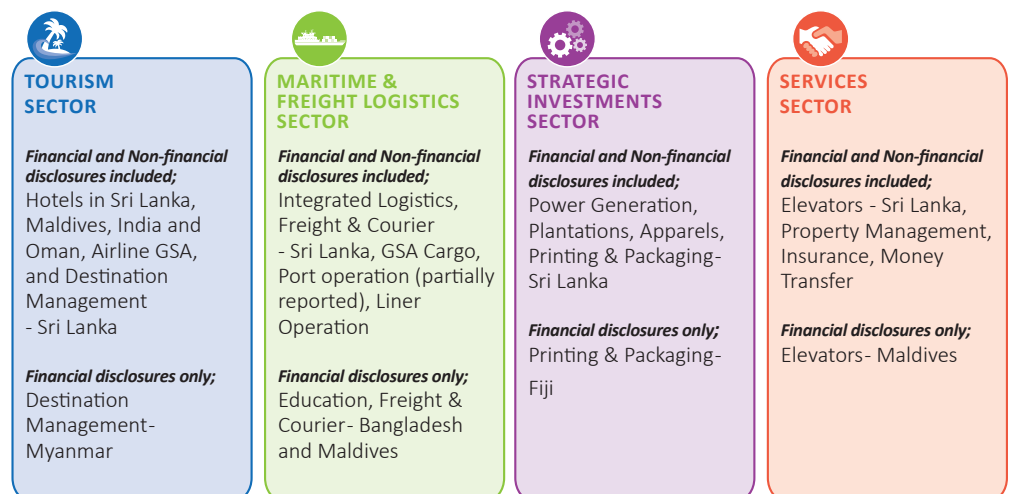 TOURISM
SECTOR
Financial and Non-financial
disclosures included;
Hotels in Sri Lanka,
Maldives, India and
Oman, Airline GSA,
and Destination
Management
- Sri Lanka
Financial disclosures only;
Destination
Management-
Myanmar
MARITIME &
FREIGHT LOGISTICS
SECTOR
Financial and Non-financial
disclosures included;
Integrated Logistics,
Freight & Courier
- Sri Lanka, GSA Cargo,
Port operation (partially
reported), Liner
Operation
Financial disclosures only;
Education, Freight &
Courier- Bangladesh
and Maldives
STRATEGIC
INVESTMENTS
SECTOR
Financial and Non-financial
disclosures included;
Power Generation,
Plantations, Apparels,
Printing & Packaging-
Sri Lanka
Financial disclosures only;
Printing & Packaging-
Fiji
SERVICES
SECTOR
Financial and Non-financial
disclosures included;
Elevators - Sri Lanka,
Property Management,
Insurance, Money
Transfer
Financial disclosures only;
Elevators- Maldives